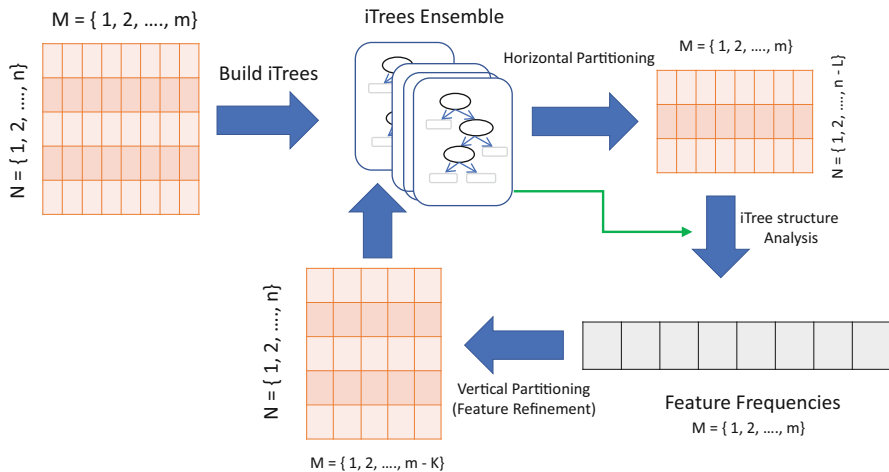 M = { 1, 2, …., m}
N = { 1, 2, …., n}
Build iTrees
iTrees Ensemble
Horizontal Partitioning
M = { 1, 2, …., m}
N = { 1, 2, …., n - L}
iTree structure
Analysis
Feature Frequencies
M = { 1, 2, …., m}
Vertical Partitioning
(Feature Refinement)
N = { 1, 2, …., n}
M = { 1, 2, …., m - K}